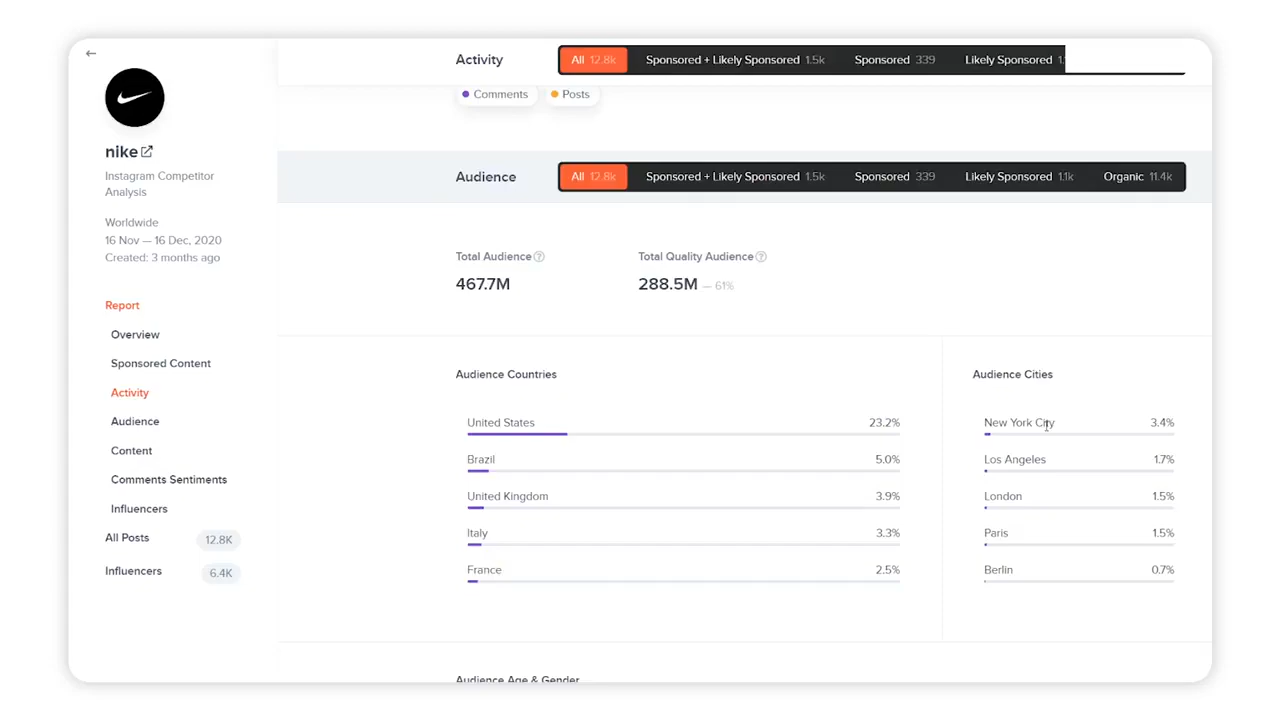 ←
nike
Instagram Competitor
Analysis
Worldwide
16 Nov — 16 Dec, 2020
Created: 3 months ago
Report
Overview
Sponsored Content
Activity
Audience
Content
Comments Sentiments
Influencers
All Posts 12.8K
Influencers 6.4K
Activity All 12.8k Sponsored + Likely Sponsored 1.5k Sponsored 339 Likely Sponsored
Comments Posts
Audience All 12.8k Sponsored + Likely Sponsored 1.5k Sponsored 339 Likely Sponsored 1.1k Organic 11.4k
Total Audience ? Total Quality Audience ?
467.7M 288.5M — 61%
Audience Countries
United States 23.2%
Brazil 5.0%
United Kingdom 3.9%
Italy 3.3%
France 2.5%
Audience Cities
New York City 3.4%
Los Angeles 1.7%
London 1.5%
Paris 1.5%
Berlin 0.7%
Audience Age & Gender